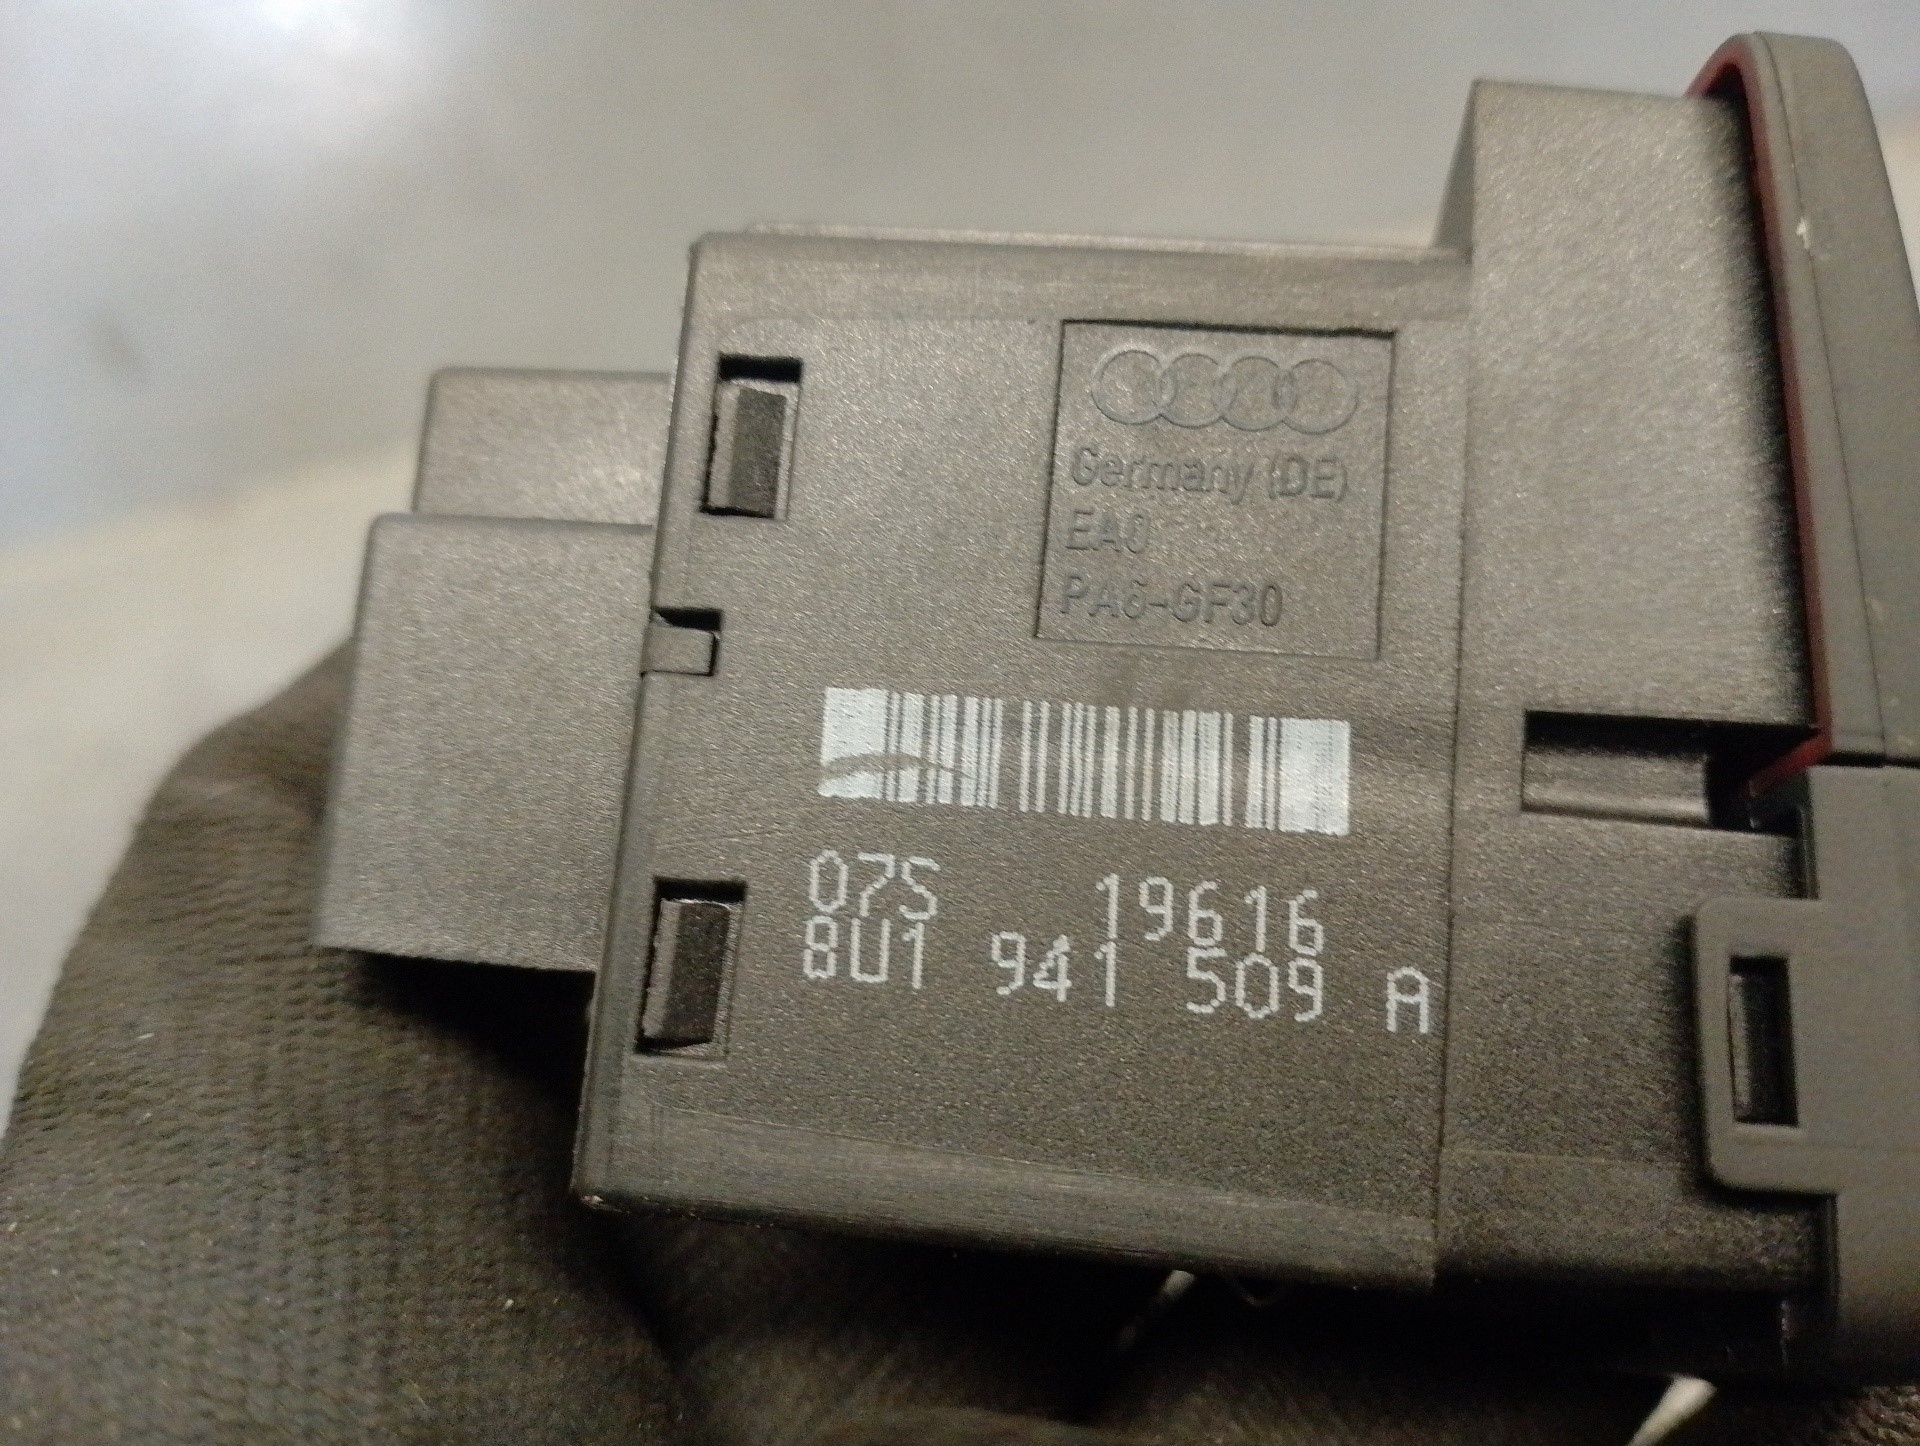 Germany (DE)
EA0
PA6-GF30
07S 19616
8U1 941 509 A